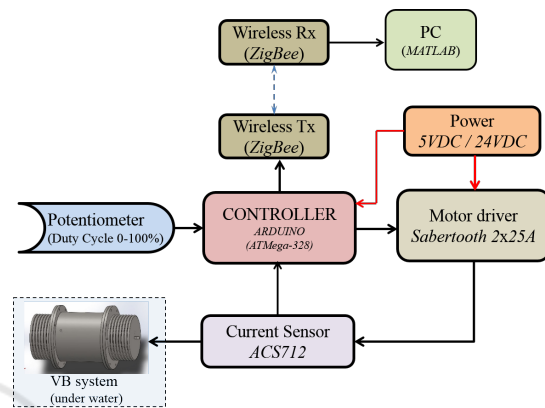 Wireless Rx
(ZigBee)
PC
(MATLAB)
Wireless Tx
(ZigBee)
Power
5VDC / 24VDC
Potentiometer
(Duty Cycle 0-100%)
CONTROLLER
ARDUINO
(ATMega-328)
Motor driver
Sabertooth 2x25A
Current Sensor
ACS712
VB system
(under water)